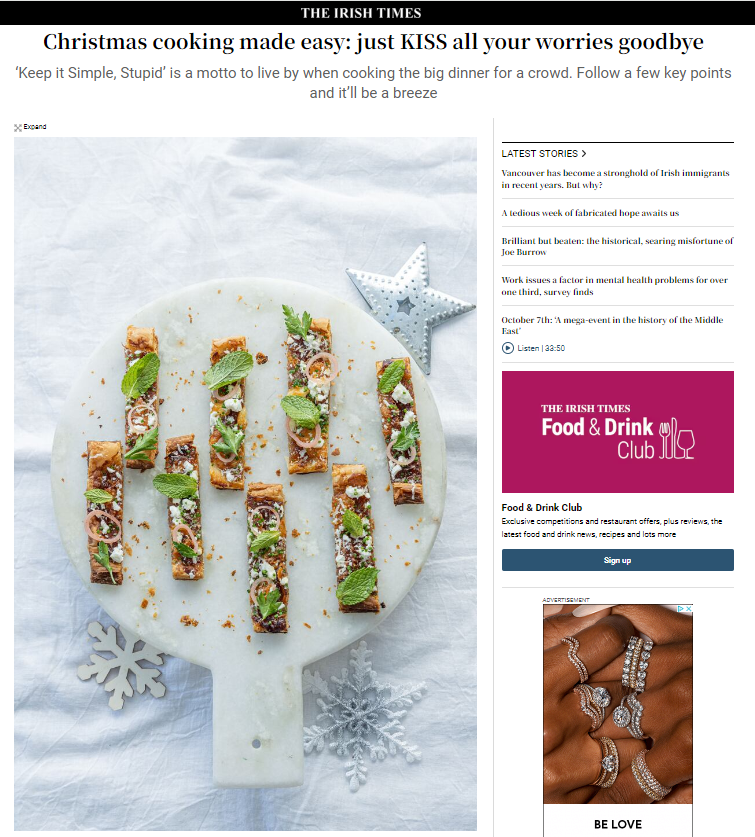 THE IRISH TIMES
Christmas cooking made easy: just KISS all your worries goodbye
‘Keep it Simple, Stupid’ is a motto to live by when cooking the big dinner for a crowd. Follow a few key points
and it’ll be a breeze
Expand
LATEST STORIES >
Vancouver has become a stronghold of Irish immigrants
in recent years. But why?
A tedious week of fabricated hope awaits us
Brilliant but beaten: the historical, searing misfortune of
Joe Burrow
Work issues a factor in mental health problems for over
one third, survey finds
October 7th: ‘A mega-event in the history of the Middle
East’
Listen | 33:50
THE IRISH TIMES
Food & Drink
Club
Food & Drink Club
Exclusive competitions and restaurant offers, plus reviews, the
latest food and drink news, recipes and lots more
Sign up
ADVERTISEMENT
BE LOVE